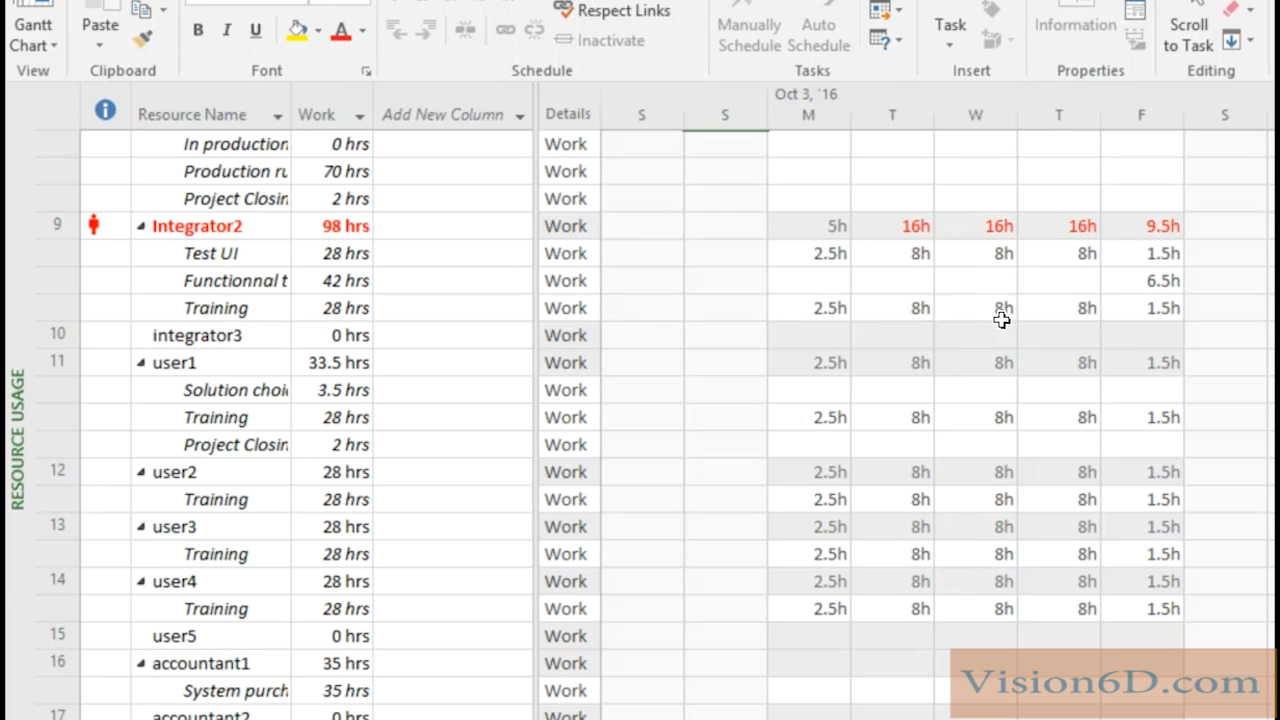 Gantt Chart
Paste
B I U A
Respect Links
Inactivate
Manually Schedule
Auto Schedule
Task
Information
Scroll to Task
View Clipboard Font Schedule Tasks Insert Properties Editing
Oct 3, '16
Resource Name Work Add New Column Details S S M T W T F S
In production 0 hrs Work
Production ru 70 hrs Work
Project Closin 2 hrs Work
9 Integrator2 98 hrs Work 5h 16h 16h 16h 9.5h
Test UI 28 hrs Work 2.5h 8h 8h 8h 1.5h
Functionnal t 42 hrs Work 6.5h
Training 28 hrs Work 2.5h 8h 8h 8h 1.5h
10 integrator3 0 hrs Work
11 user1 33.5 hrs Work 2.5h 8h 8h 8h 1.5h
Solution choi 3.5 hrs Work
Training 28 hrs Work 2.5h 8h 8h 8h 1.5h
Project Closin 2 hrs Work
12 user2 28 hrs Work 2.5h 8h 8h 8h 1.5h
Training 28 hrs Work 2.5h 8h 8h 8h 1.5h
13 user3 28 hrs Work 2.5h 8h 8h 8h 1.5h
Training 28 hrs Work 2.5h 8h 8h 8h 1.5h
14 user4 28 hrs Work 2.5h 8h 8h 8h 1.5h
Training 28 hrs Work 2.5h 8h 8h 8h 1.5h
15 user5 0 hrs Work
16 accountant1 35 hrs Work
System purch 35 hrs Work
17 accountant2 0 hrs Work
RESOURCE USAGE
Vision6D.com